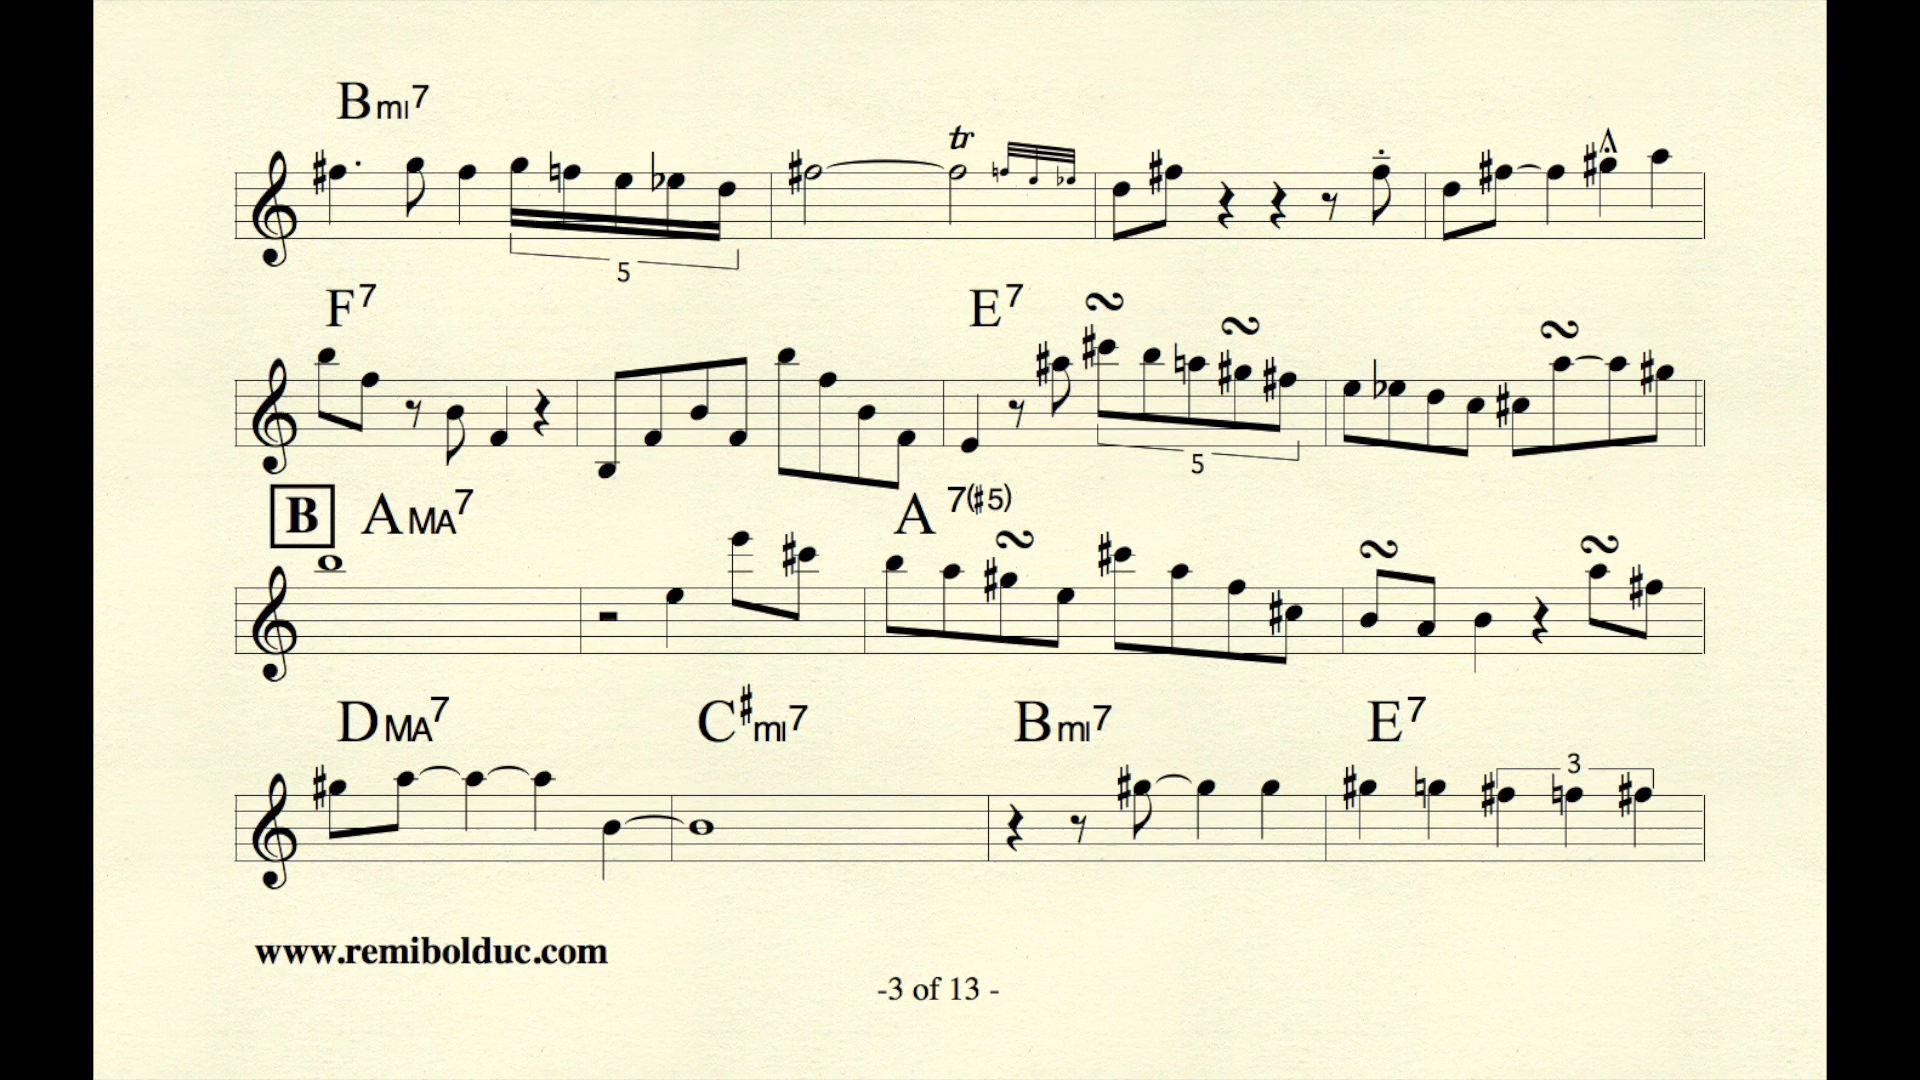 Bmi7
tr
5
F7 E7
5
B AMA7 A7(#5)
DMA7 C#mi7 Bmi7 E7
3
www.remibolduc.com
-3 of 13 -